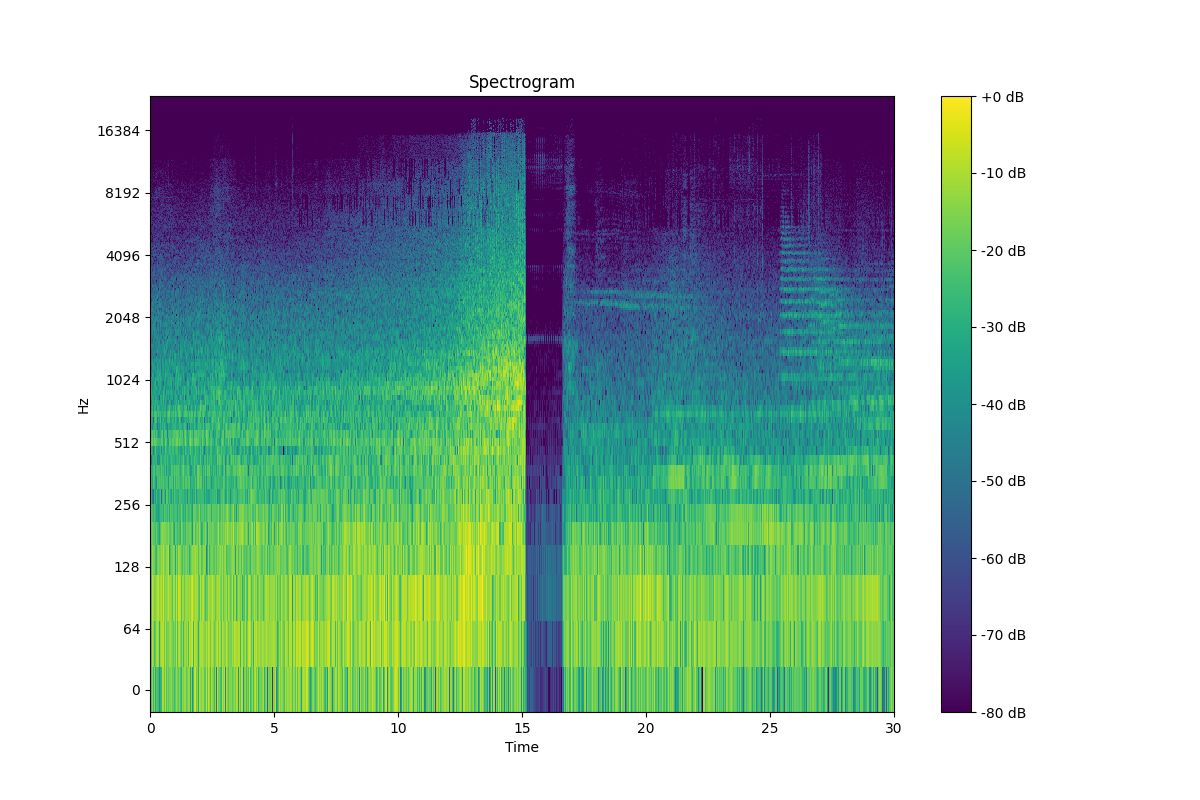 Spectrogram
16384
8192
4096
2048
1024
512
256
128
64
0
Hz
0 5 10 15 20 25 30
Time
+0 dB
-10 dB
-20 dB
-30 dB
-40 dB
-50 dB
-60 dB
-70 dB
-80 dB